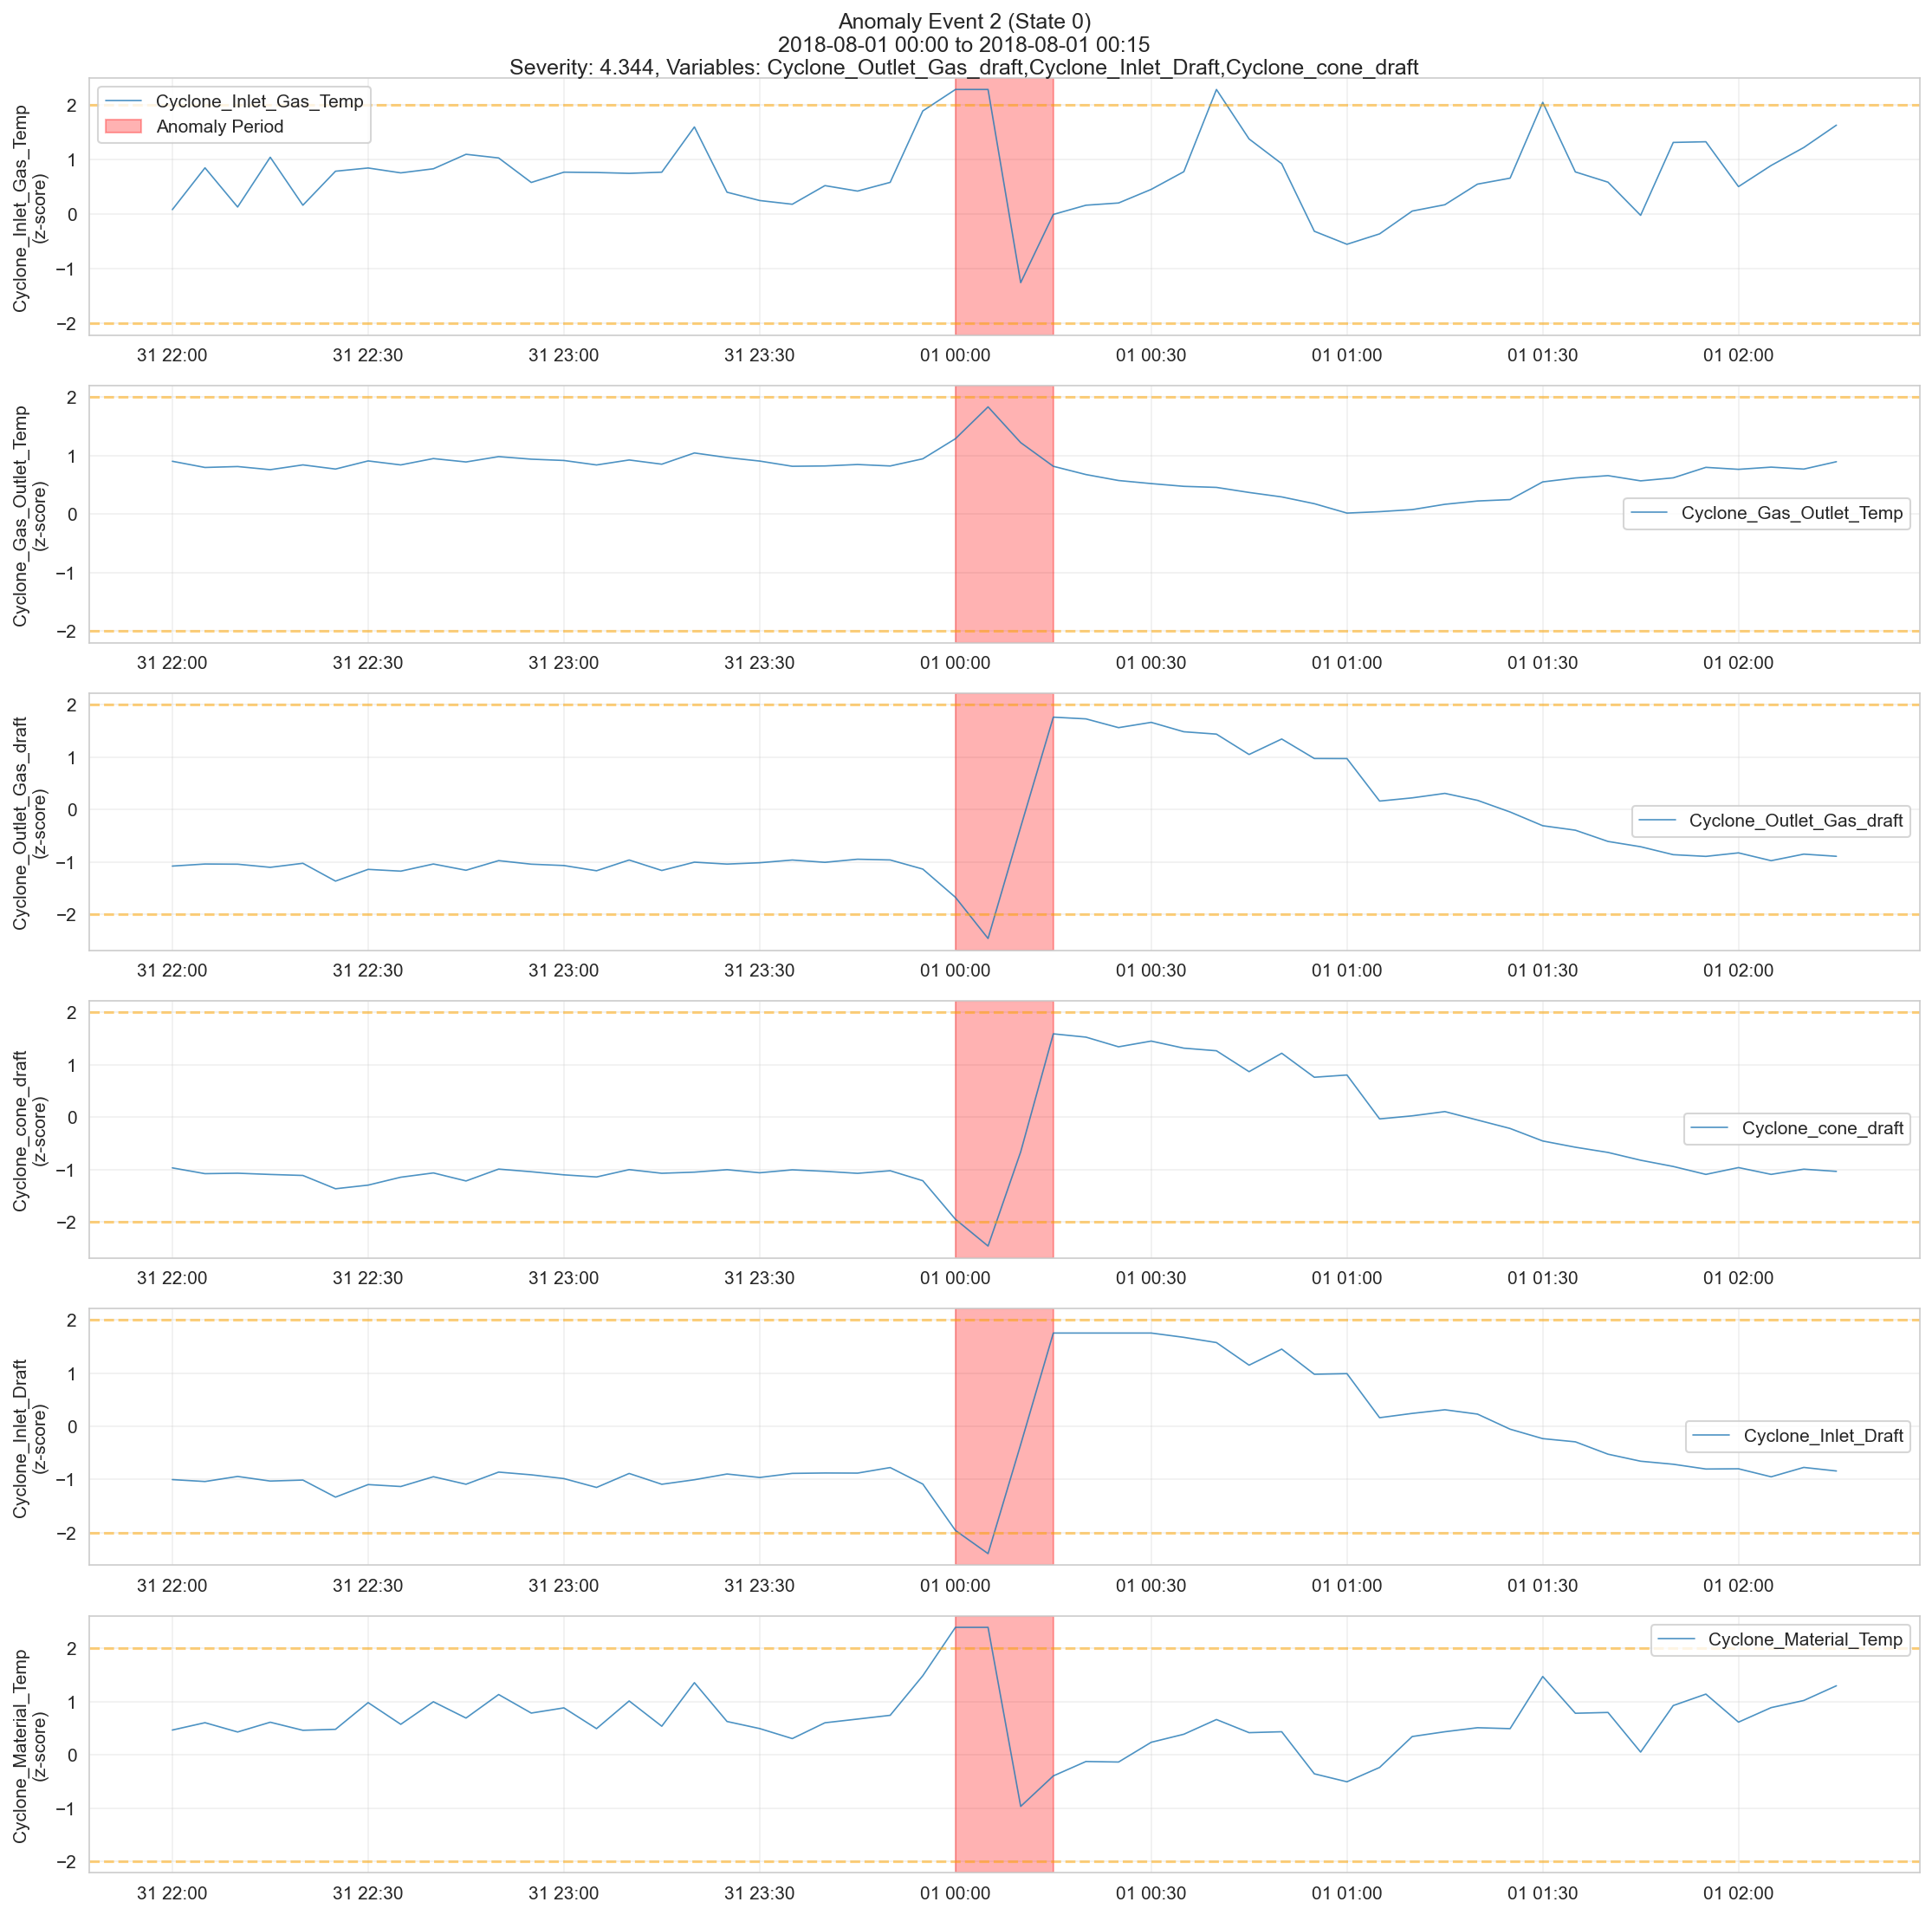 Anomaly Event 2 (State 0)
2018-08-01 00:00 to 2018-08-01 00:15
Severity: 4.344, Variables: Cyclone_Outlet_Gas_draft,Cyclone_Inlet_Draft,Cyclone_cone_draft
Cyclone_Inlet_Gas_Temp
(z-score)
2
1
0
−1
−2
Cyclone_Inlet_Gas_Temp
Anomaly Period
31 22:00 31 22:30 31 23:00 31 23:30 01 00:00 01 00:30 01 01:00 01 01:30 01 02:00
Cyclone_Gas_Outlet_Temp
(z-score)
2
1
0
−1
−2
Cyclone_Gas_Outlet_Temp
31 22:00 31 22:30 31 23:00 31 23:30 01 00:00 01 00:30 01 01:00 01 01:30 01 02:00
Cyclone_Outlet_Gas_draft
(z-score)
2
1
0
−1
−2
Cyclone_Outlet_Gas_draft
31 22:00 31 22:30 31 23:00 31 23:30 01 00:00 01 00:30 01 01:00 01 01:30 01 02:00
Cyclone_cone_draft
(z-score)
2
1
0
−1
−2
Cyclone_cone_draft
31 22:00 31 22:30 31 23:00 31 23:30 01 00:00 01 00:30 01 01:00 01 01:30 01 02:00
Cyclone_Inlet_Draft
(z-score)
2
1
0
−1
−2
Cyclone_Inlet_Draft
31 22:00 31 22:30 31 23:00 31 23:30 01 00:00 01 00:30 01 01:00 01 01:30 01 02:00
Cyclone_Material_Temp
(z-score)
2
1
0
−1
−2
Cyclone_Material_Temp
31 22:00 31 22:30 31 23:00 31 23:30 01 00:00 01 00:30 01 01:00 01 01:30 01 02:00